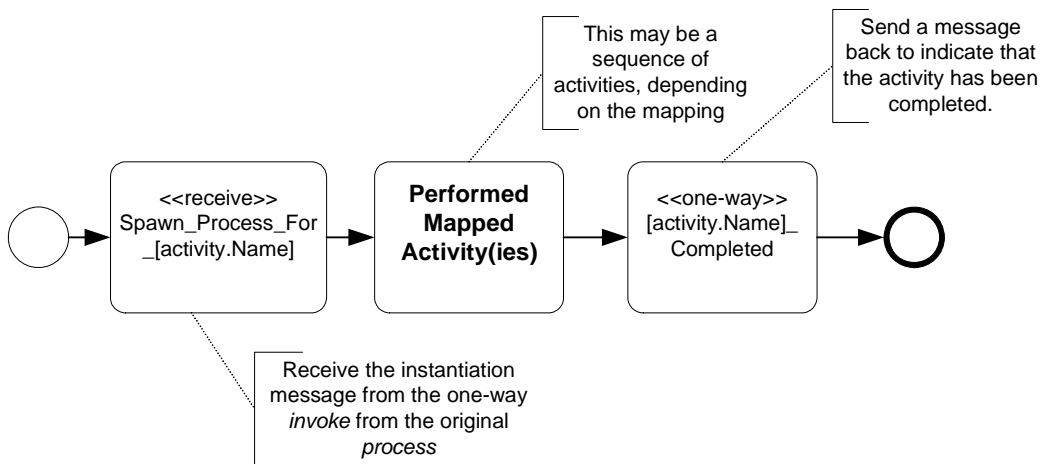 This may be a
sequence of
activities, depending
on the mapping
Send a message
back to indicate that
the activity has been
completed.
<<receive>>
Spawn_Process_For
_[activity.Name]
Performed
Mapped
Activity(ies)
<<one-way>>
[activity.Name]_
Completed
Receive the instantiation
message from the one-way
invoke from the original
process